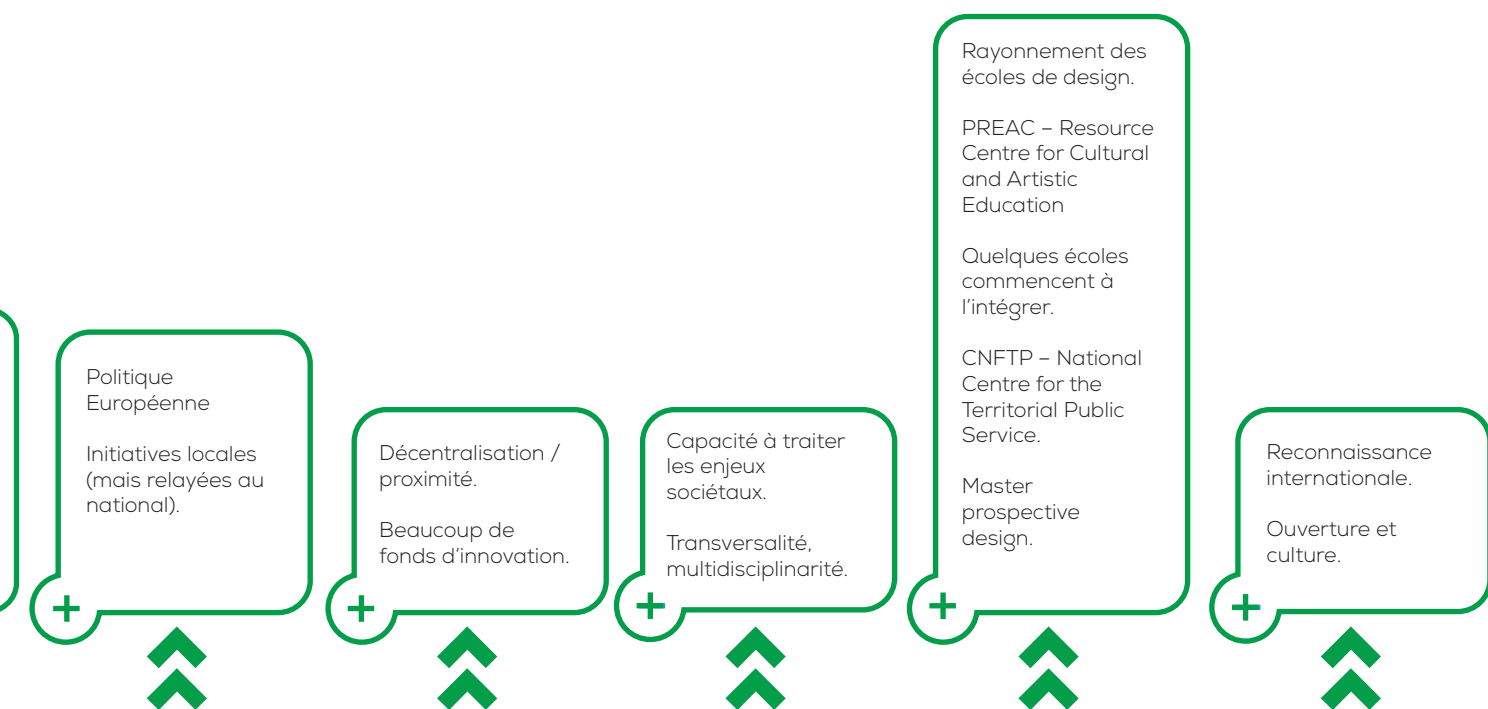 Politique
Européenne
Initiatives locales
(mais relayées au
national).
+
Décentralisation /
proximité.
Beaucoup de
fonds d'innovation.
+
Capacité à traiter
les enjeux
sociétaux.
Transversalité,
multidisciplinarité.
+
Rayonnement des
écoles de design.
PREAC – Resource
Centre for Cultural
and Artistic
Education
Quelques écoles
commencent à
l'intégrer.
CNFTP – National
Centre for the
Territorial Public
Service.
Master
prospective
design.
+
Reconnaissance
internationale.
Ouverture et
culture.
+